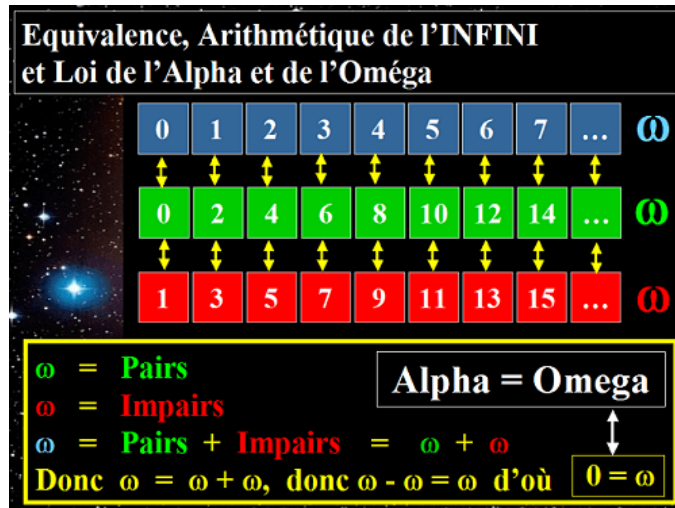 Equivalence, Arithmétique de l'INFINI
et Loi de l'Alpha et de l'Oméga
0 1 2 3 4 5 6 7 ... ω
0 2 4 6 8 10 12 14 ... ω
1 3 5 7 9 11 13 15 ... ω
ω = Pairs
ω = Impairs
ω = Pairs + Impairs = ω + ω
Donc ω = ω + ω, donc ω - ω = ω d'où
Alpha = Omega
0 = ω